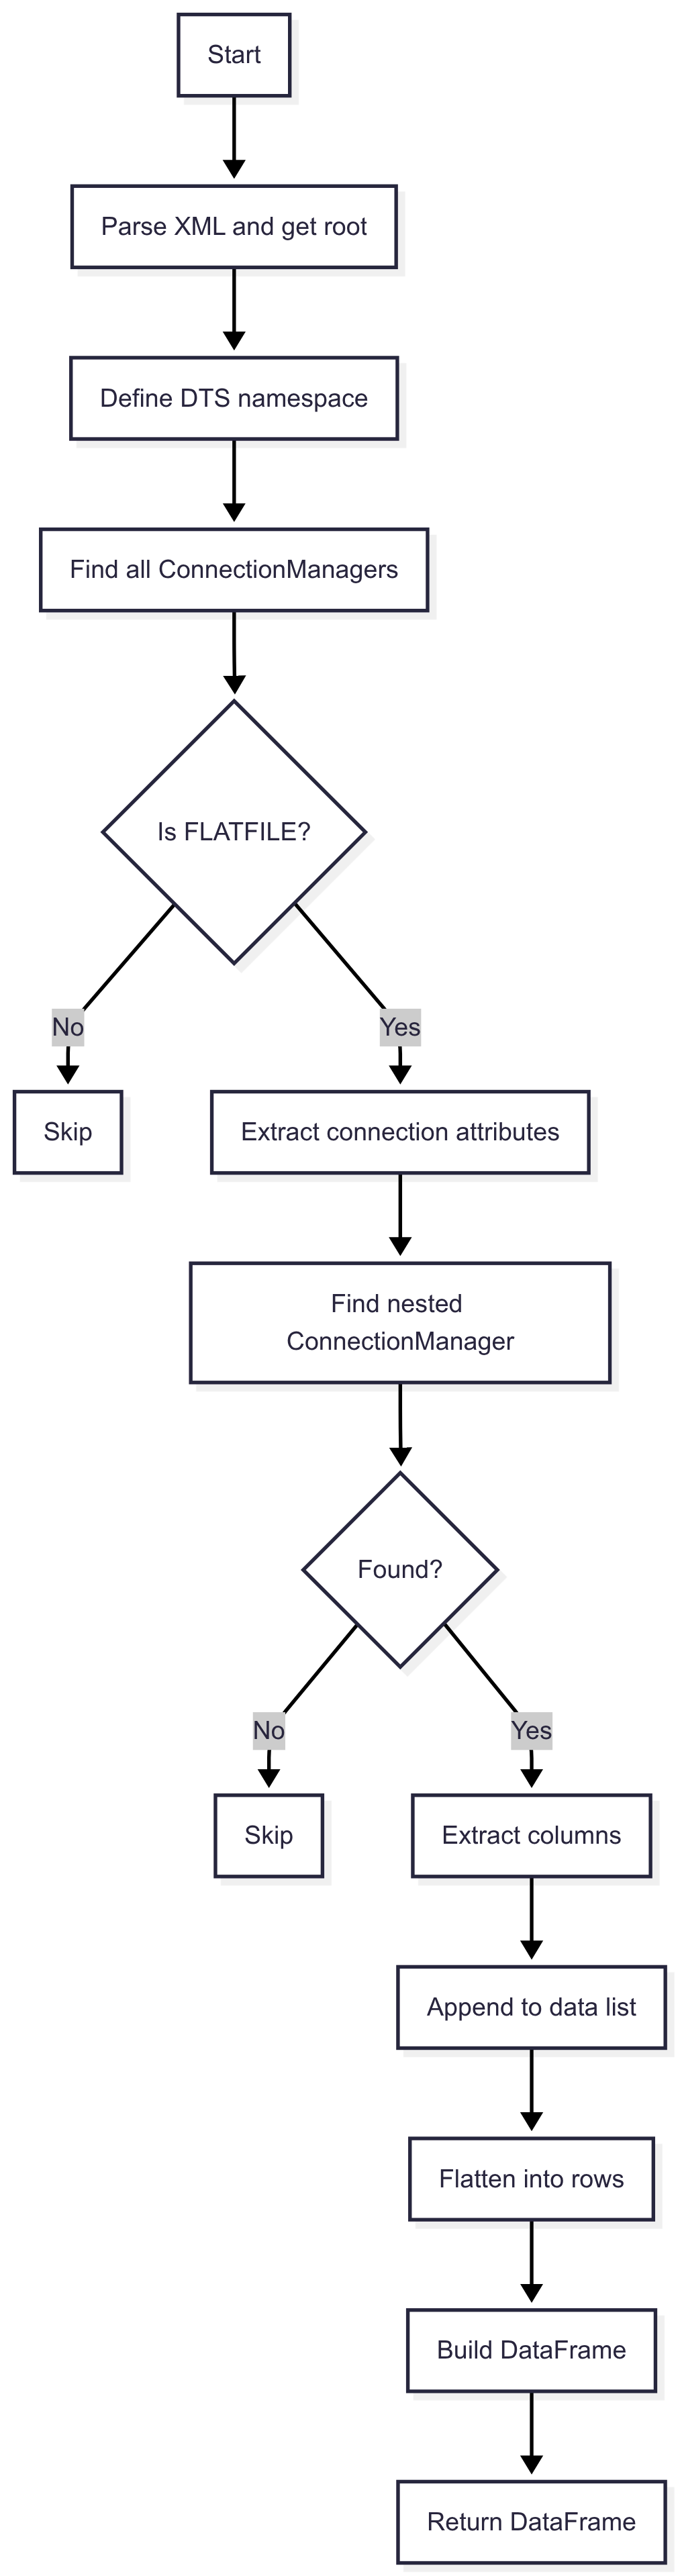 Start
Parse XML and get root
Define DTS namespace
Find all ConnectionManagers
Is FLATFILE?
No
Yes
Skip
Extract connection attributes
Find nested
ConnectionManager
Found?
No
Yes
Skip
Extract columns
Append to data list
Flatten into rows
Build DataFrame
Return DataFrame